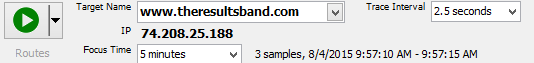 Target Name www.theresultsband.com Trace Interval 2.5 seconds
IP 74.208.25.188
Routes Focus Time 5 minutes 3 samples, 8/4/2015 9:57:10 AM - 9:57:15 AM